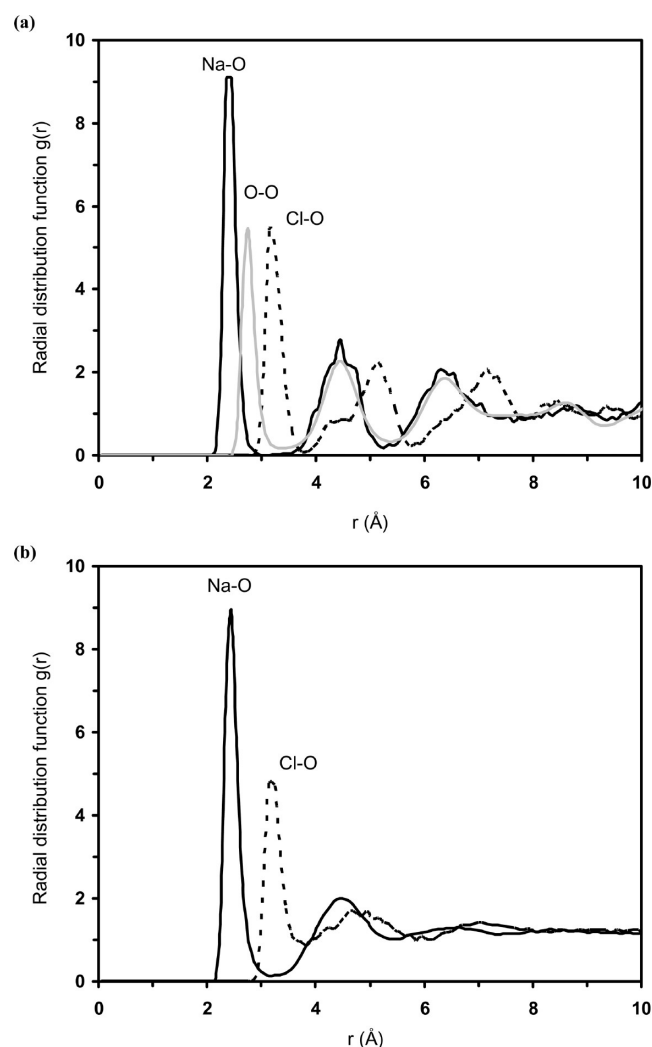 (a)
Radial distribution function g(r)
10
8
6
4
2
0
Na-O
O-O
Cl-O
0 2 4 6 8 10
r (Å)
(b)
Radial distribution function g(r)
10
8
6
4
2
0
Na-O
Cl-O
0 2 4 6 8 10
r (Å)